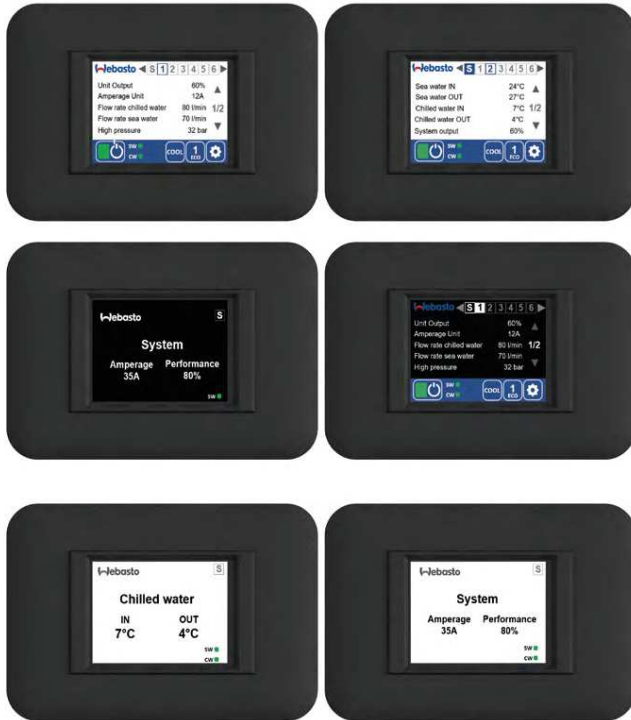 Webasto S 1 2 3 4 5 6
Unit Output 60%
Amperage Unit 12A
Flow rate chilled water 80 l/min 1/2
Flow rate sea water 70 l/min
High pressure 32 bar
SW
CW
COOL
1
ECO
Webasto S 1 2 3 4 5 6
Sea water IN 24°C
Sea water OUT 27°C
Chilled water IN 7°C 1/2
Chilled water OUT 4°C
System output 60%
SW
CW
COOL
1
ECO
Webasto S
System
Amperage Performance
35A 80%
SW
Webasto S 1 2 3 4 5 6
Unit Output 60%
Amperage Unit 12A
Flow rate chilled water 80 l/min 1/2
Flow rate sea water 70 l/min
High pressure 32 bar
SW
CW
COOL
1
ECO
Webasto S
Chilled water
IN OUT
7°C 4°C
SW
CW
Webasto S
System
Amperage Performance
35A 80%
SW
CW